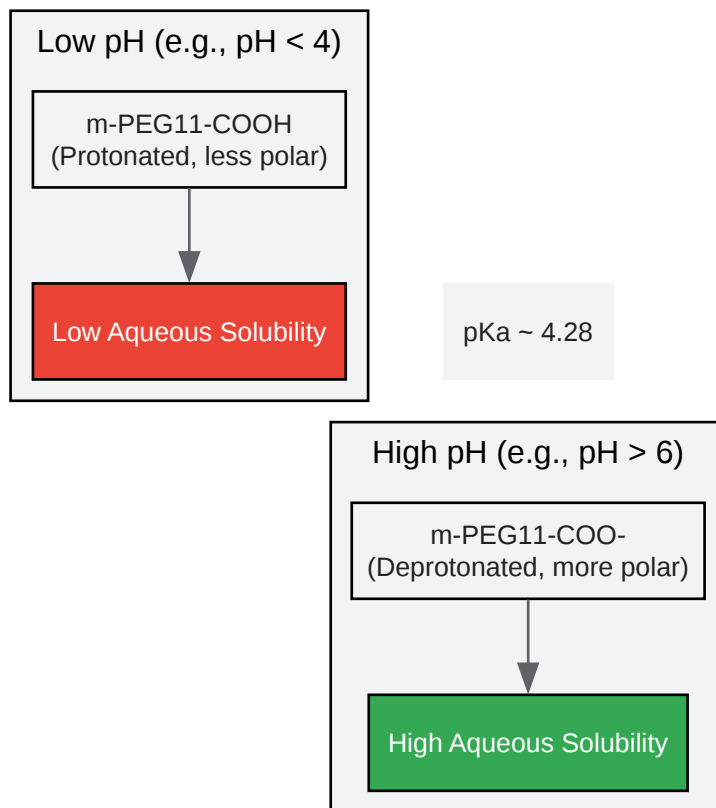 Low pH (e.g., pH < 4)
m-PEG11-COOH
(Protonated, less polar)
Low Aqueous Solubility
pKa ~ 4.28
High pH (e.g., pH > 6)
m-PEG11-COO-
(Deprotonated, more polar)
High Aqueous Solubility